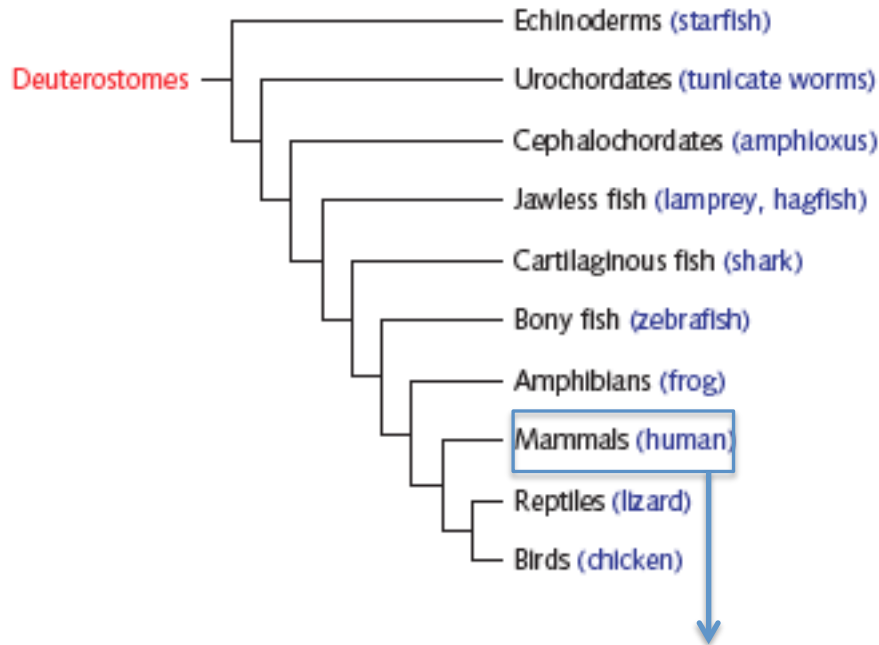 Echinoderms (starfish)
Deuterostomes
Urochordates (tunicate worms)
Cephalochordates (amphioxus)
Jawless fish (lamprey, hagfish)
Cartilaginous fish (shark)
Bony fish (zebrafish)
Amphibians (frog)
Mammals (human)
Reptiles (lizard)
Birds (chicken)